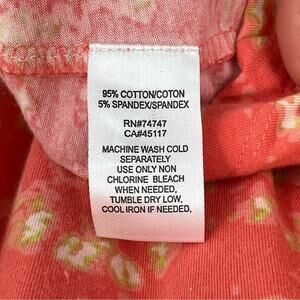 95% COTTON/COTON
5% SPANDEX/SPANDEX
RN#74747
CA#45117
MACHINE WASH COLD
SEPARATELY
USE ONLY NON
CHLORINE BLEACH
WHEN NEEDED,
TUMBLE DRY LOW,
COOL IRON IF NEEDED,